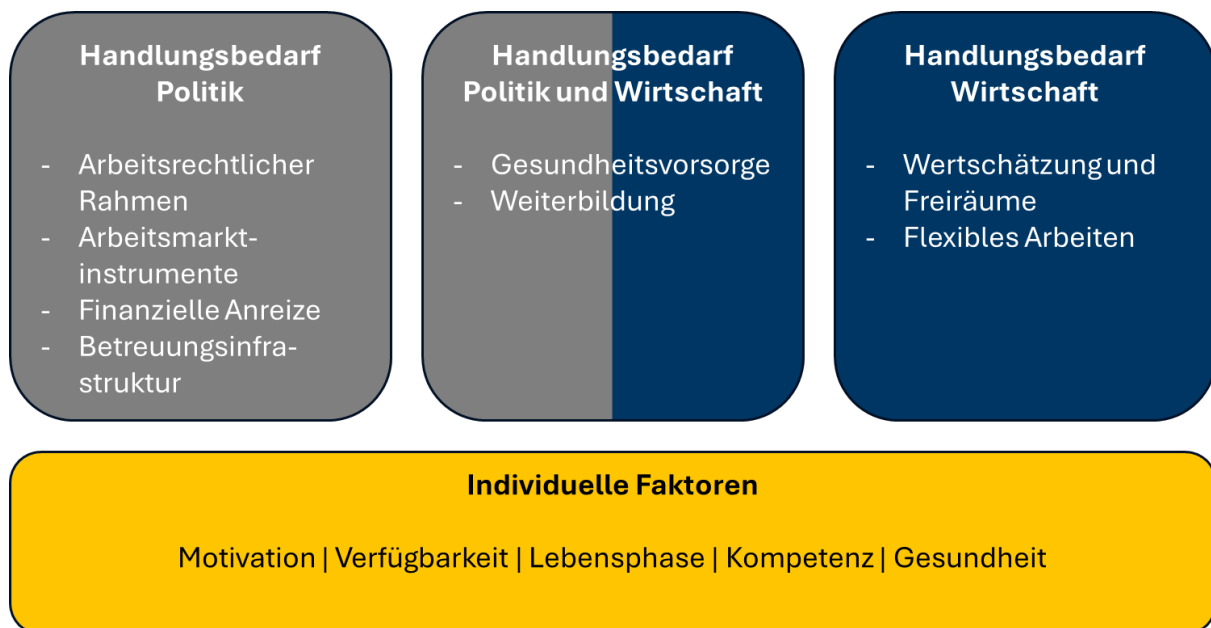 Handlungsbedarf
Politik
- Arbeitsrechtlicher
Rahmen
- Arbeitsmarkt-
instrumente
- Finanzielle Anreize
- Betreuungsinfra-
struktur
Handlungsbedarf
Politik und Wirtschaft
- Gesundheitsvorsorge
- Weiterbildung
Handlungsbedarf
Wirtschaft
- Wertschätzung und
Freiräume
- Flexibles Arbeiten
Individuelle Faktoren
Motivation | Verfügbarkeit | Lebensphase | Kompetenz | Gesundheit